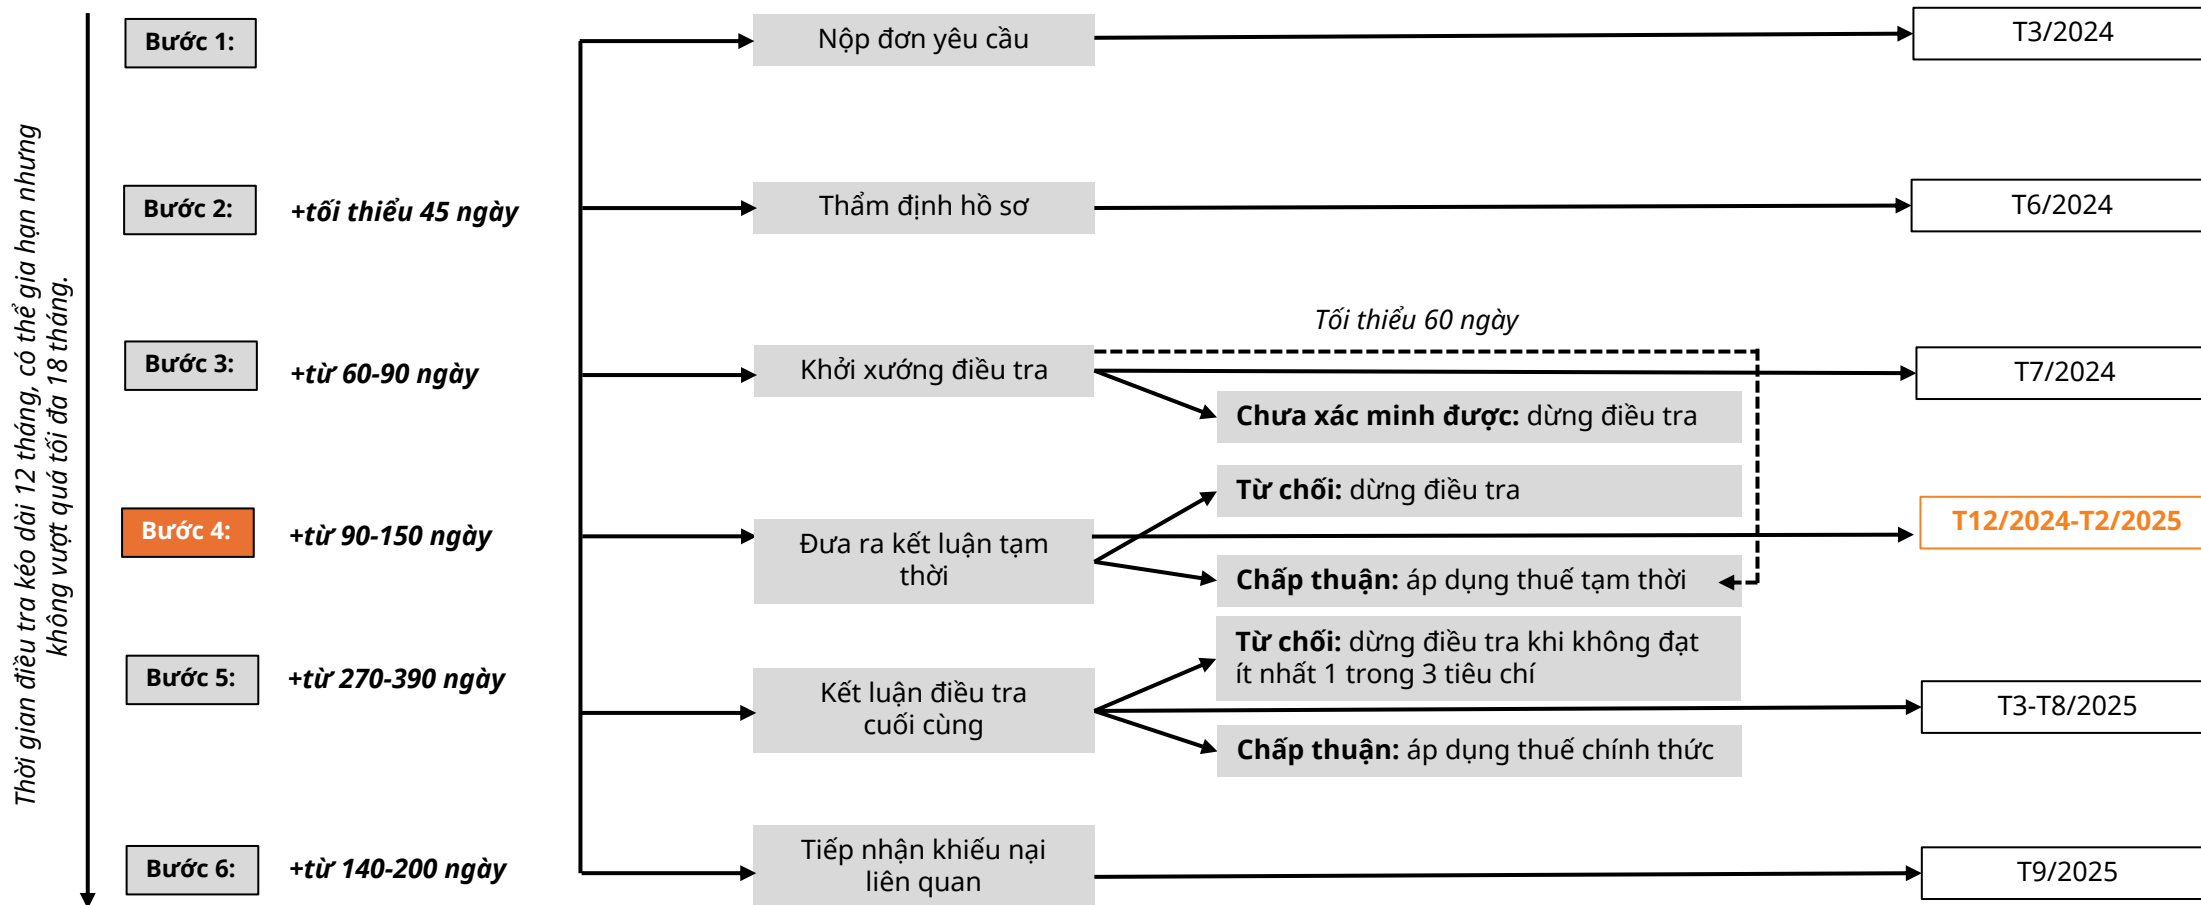 Thời gian điều tra kéo dài 12 tháng, có thể gia hạn nhưng
không vượt quá tối đa 18 tháng.
Bước 1:
Nộp đơn yêu cầu
T3/2024
Bước 2:
+tối thiểu 45 ngày
Thẩm định hồ sơ
T6/2024
Tối thiểu 60 ngày
Bước 3:
+từ 60-90 ngày
Khởi xướng điều tra
T7/2024
Chưa xác minh được: dừng điều tra
Bước 4:
+từ 90-150 ngày
Đưa ra kết luận tạm
thời
Từ chối: dừng điều tra
T12/2024-T2/2025
Chấp thuận: áp dụng thuế tạm thời
Bước 5:
+từ 270-390 ngày
Kết luận điều tra
cuối cùng
Từ chối: dừng điều tra khi không đạt
ít nhất 1 trong 3 tiêu chí
T3-T8/2025
Chấp thuận: áp dụng thuế chính thức
Bước 6:
+từ 140-200 ngày
Tiếp nhận khiếu nại
liên quan
T9/2025